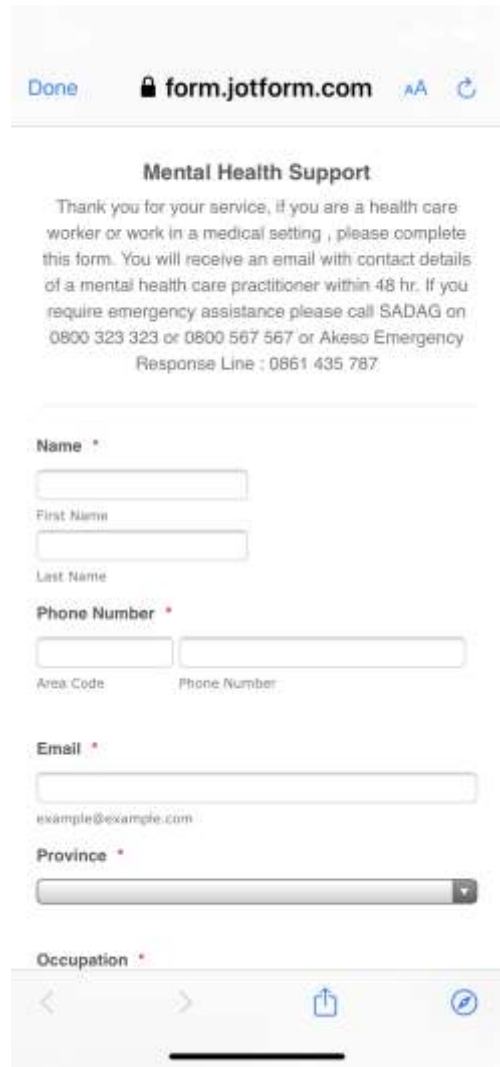 Done form.jotform.com AA
Mental Health Support
Thank you for your service, if you are a health care
worker or work in a medical setting , please complete
this form. You will receive an email with contact details
of a mental health care practitioner within 48 hr. If you
require emergency assistance please call SADAG on
0800 323 323 or 0800 567 567 or Akeso Emergency
Response Line : 0861 435 787
Name *
First Name
Last Name
Phone Number *
Area Code Phone Number
Email *
example@example.com
Province *
Occupation *